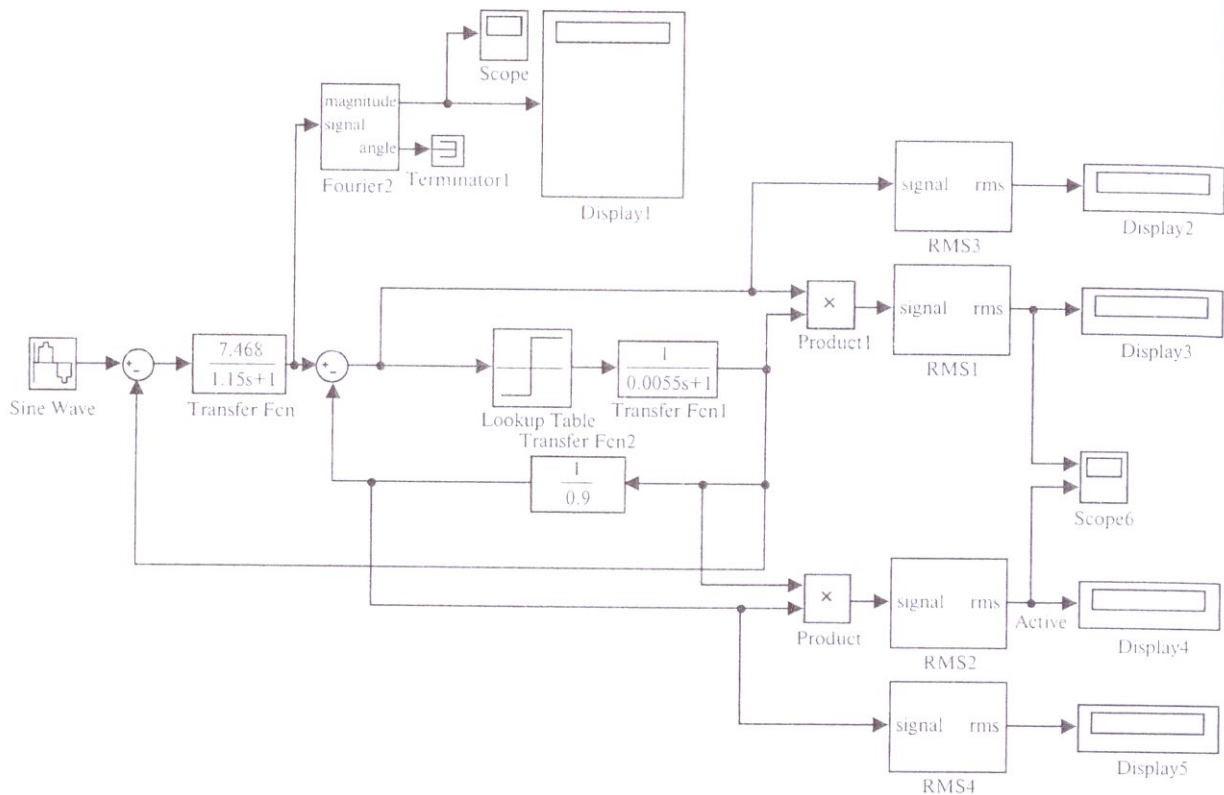 Scope
magnitude
signal
angle
Fourier2
Terminator1
Display1
signal rms
RMS3
Display2
signal rms
RMS1
Display3
×
Product1
Sine Wave
+
−
7.468
1.15s+1
Transfer Fcn
+
−
Lookup Table
1
0.0055s+1
Transfer Fcn1
Transfer Fcn2
1
0.9
Scope6
×
Product
signal rms
RMS2
Active
Display4
signal rms
RMS4
Display5